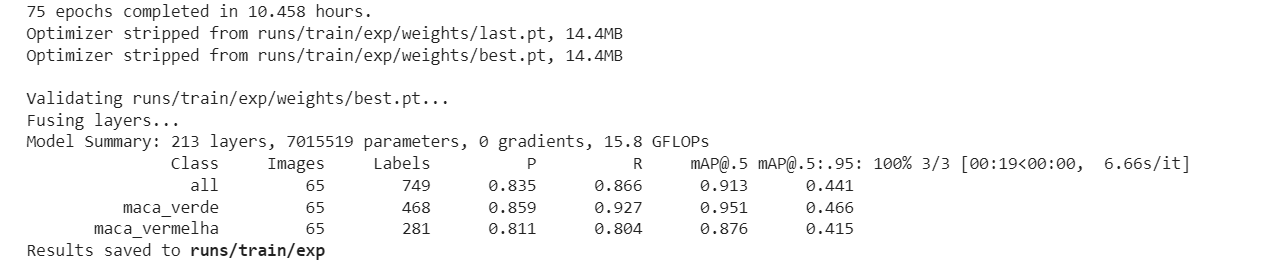 75 epochs completed in 10.458 hours.
Optimizer stripped from runs/train/exp/weights/last.pt, 14.4MB
Optimizer stripped from runs/train/exp/weights/best.pt, 14.4MB
Validating runs/train/exp/weights/best.pt...
Fusing layers...
Model Summary: 213 layers, 7015519 parameters, 0 gradients, 15.8 GFLOPs
Class Images Labels P R mAP@.5 mAP@.5:.95: 100% 3/3 [00:19<00:00, 6.66s/it]
all 65 749 0.835 0.866 0.913 0.441
maca_verde 65 468 0.859 0.927 0.951 0.466
maca_vermelha 65 281 0.811 0.804 0.876 0.415
Results saved to runs/train/exp